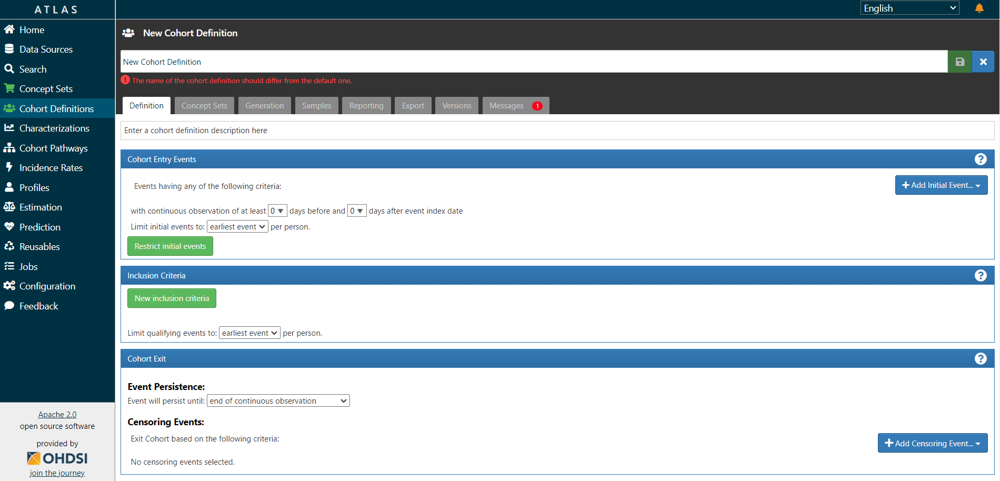 ATLAS
English
Home
Data Sources
Search
Concept Sets
Cohort Definitions
Characterizations
Cohort Pathways
Incidence Rates
Profiles
Estimation
Prediction
Reusables
Jobs
Configuration
Feedback
Apache 2.0
open source software
provided by
OHDSI
join the journey
New Cohort Definition
New Cohort Definition
The name of the cohort definition should differ from the default one.
Definition Concept Sets Generation Samples Reporting Export Versions Messages 1
Enter a cohort definition description here
Cohort Entry Events ?
Events having any of the following criteria:
+ Add Initial Event...
with continuous observation of at least 0 ▼ days before and 0 ▼ days after event index date
Limit initial events to: earliest event per person.
Restrict initial events
Inclusion Criteria ?
New inclusion criteria
Limit qualifying events to: earliest event per person.
Cohort Exit ?
Event Persistence:
Event will persist until: end of continuous observation
Censoring Events:
Exit Cohort based on the following criteria:
+ Add Censoring Event...
No censoring events selected.